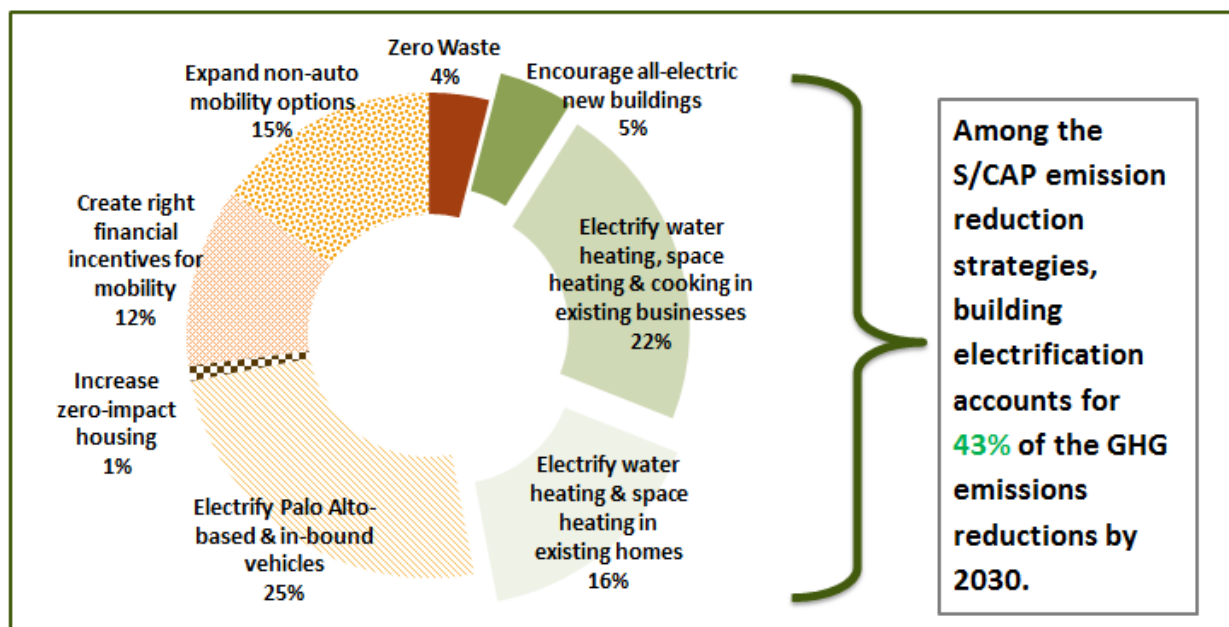 Zero Waste
4%
Encourage all-electric
new buildings
5%
Electrify water
heating, space
heating & cooking in
existing businesses
22%
Electrify water
heating & space
heating in
existing homes
16%
Electrify Palo Alto-
based & in-bound
vehicles
25%
Increase
zero-impact
housing
1%
Create right
financial
incentives for
mobility
12%
Expand non-auto
mobility options
15%
Among the
S/CAP emission
reduction
strategies,
building
electrification
accounts for
43% of the GHG
emissions
reductions by
2030.